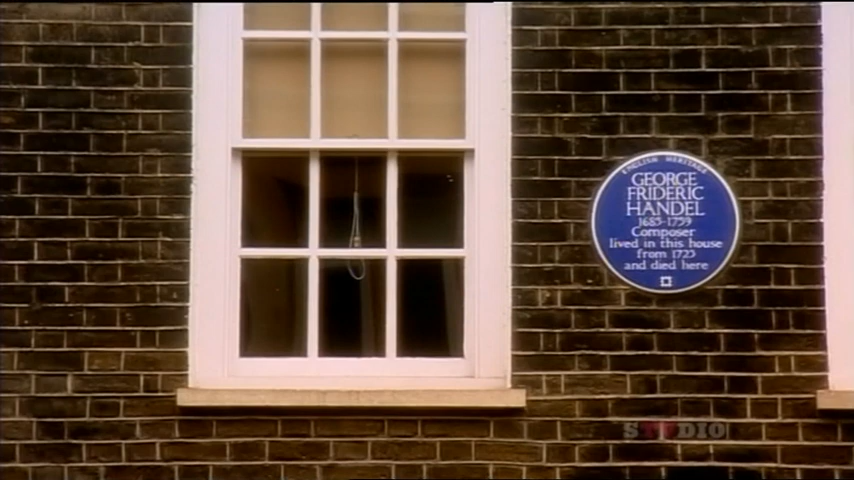 ENGLISH HERITAGE
GEORGE
FRIDERIC
HANDEL
1685-1759
Composer
lived in this house
from 1723
and died here
STUDIO